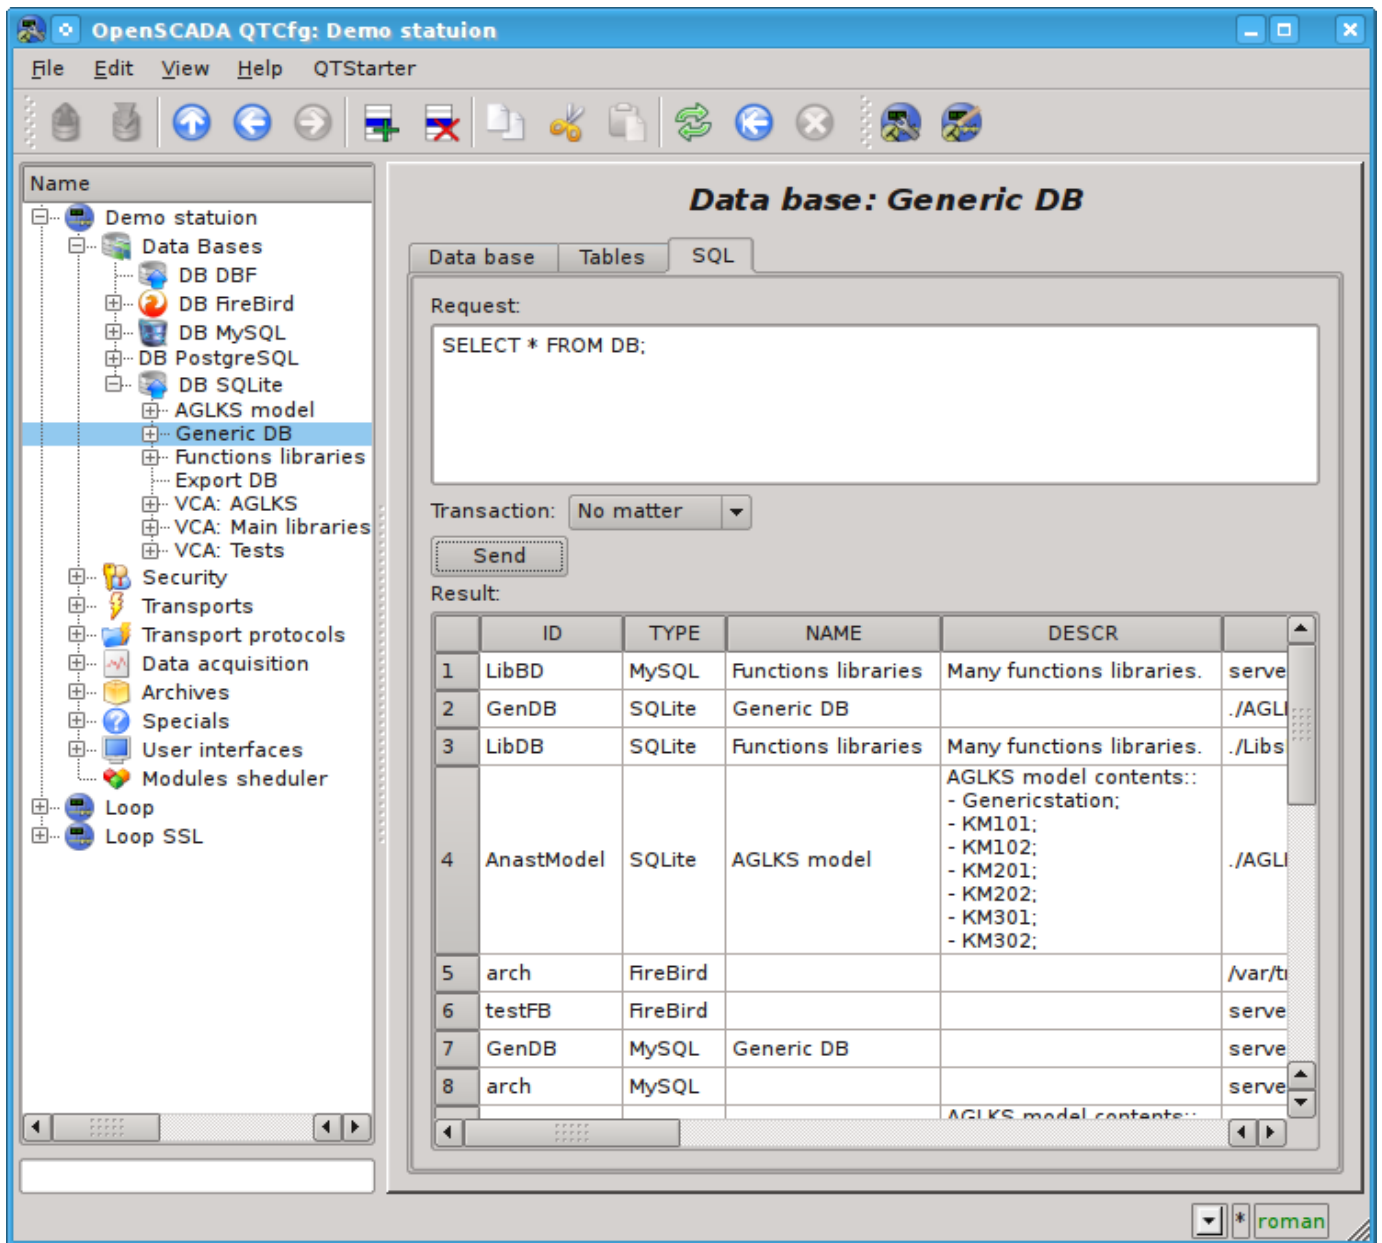 OpenSCADA QTCfg: Demo statuion
File Edit View Help QTStarter
Name
Demo statuion
Data Bases
DB DBF
DB FireBird
DB MySQL
DB PostgreSQL
DB SQLite
AGLKS model
Generic DB
Functions libraries
Export DB
VCA: AGLKS
VCA: Main libraries
VCA: Tests
Security
Transports
Transport protocols
Data acquisition
Archives
Specials
User interfaces
Modules sheduler
Loop
Loop SSL
Data base: Generic DB
Data base Tables SQL
Request:
SELECT * FROM DB;
Transaction: No matter
Send
Result:
ID TYPE NAME DESCR
1 LibBD MySQL Functions libraries Many functions libraries. serve
2 GenDB SQLite Generic DB ./AGL
3 LibDB SQLite Functions libraries Many functions libraries. ./Libs
4 AnastModel SQLite AGLKS model AGLKS model contents:: ./AGL
- Genericstation;
- KM101;
- KM102;
- KM201;
- KM202;
- KM301;
- KM302;
5 arch FireBird /var/t
6 testFB FireBird serve
7 GenDB MySQL Generic DB serve
8 arch MySQL serve
AGLKS model contents::
* roman